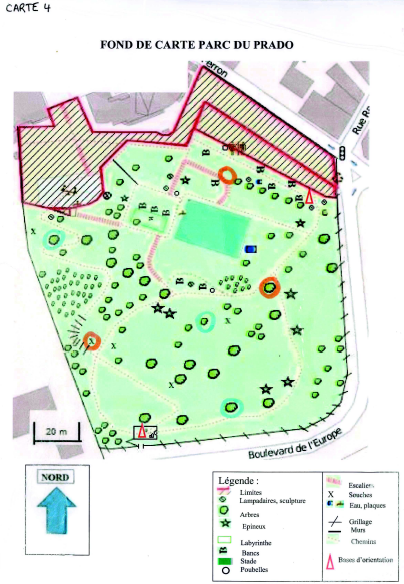 CARTE 4
FOND DE CARTE PARC DU PRADO
erron
Rue R
B
B
B
B
B
B
B
B
B
B
X
X
X
X
X
X
X
20 m
Boulevard de l'Europe
NORD
Légende :
Limites
Lampadaires, sculpture
Arbres
Epineux
Labyrinthe
B Bancs
Stade
Poubelles
Escaliers
X Souches
Eau, plaques
Grillage
Murs
Chemins
Bases d'orientation